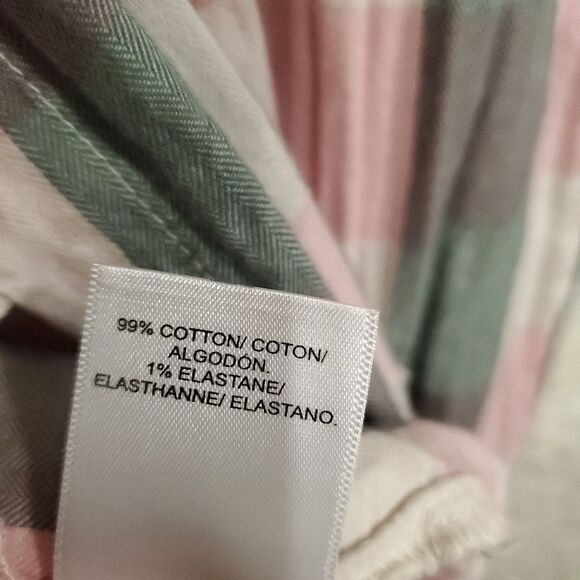 99% COTTON/ COTON/
ALGODÓN.
1% ELASTANE/
ELASTHANNE/ ELASTANO.